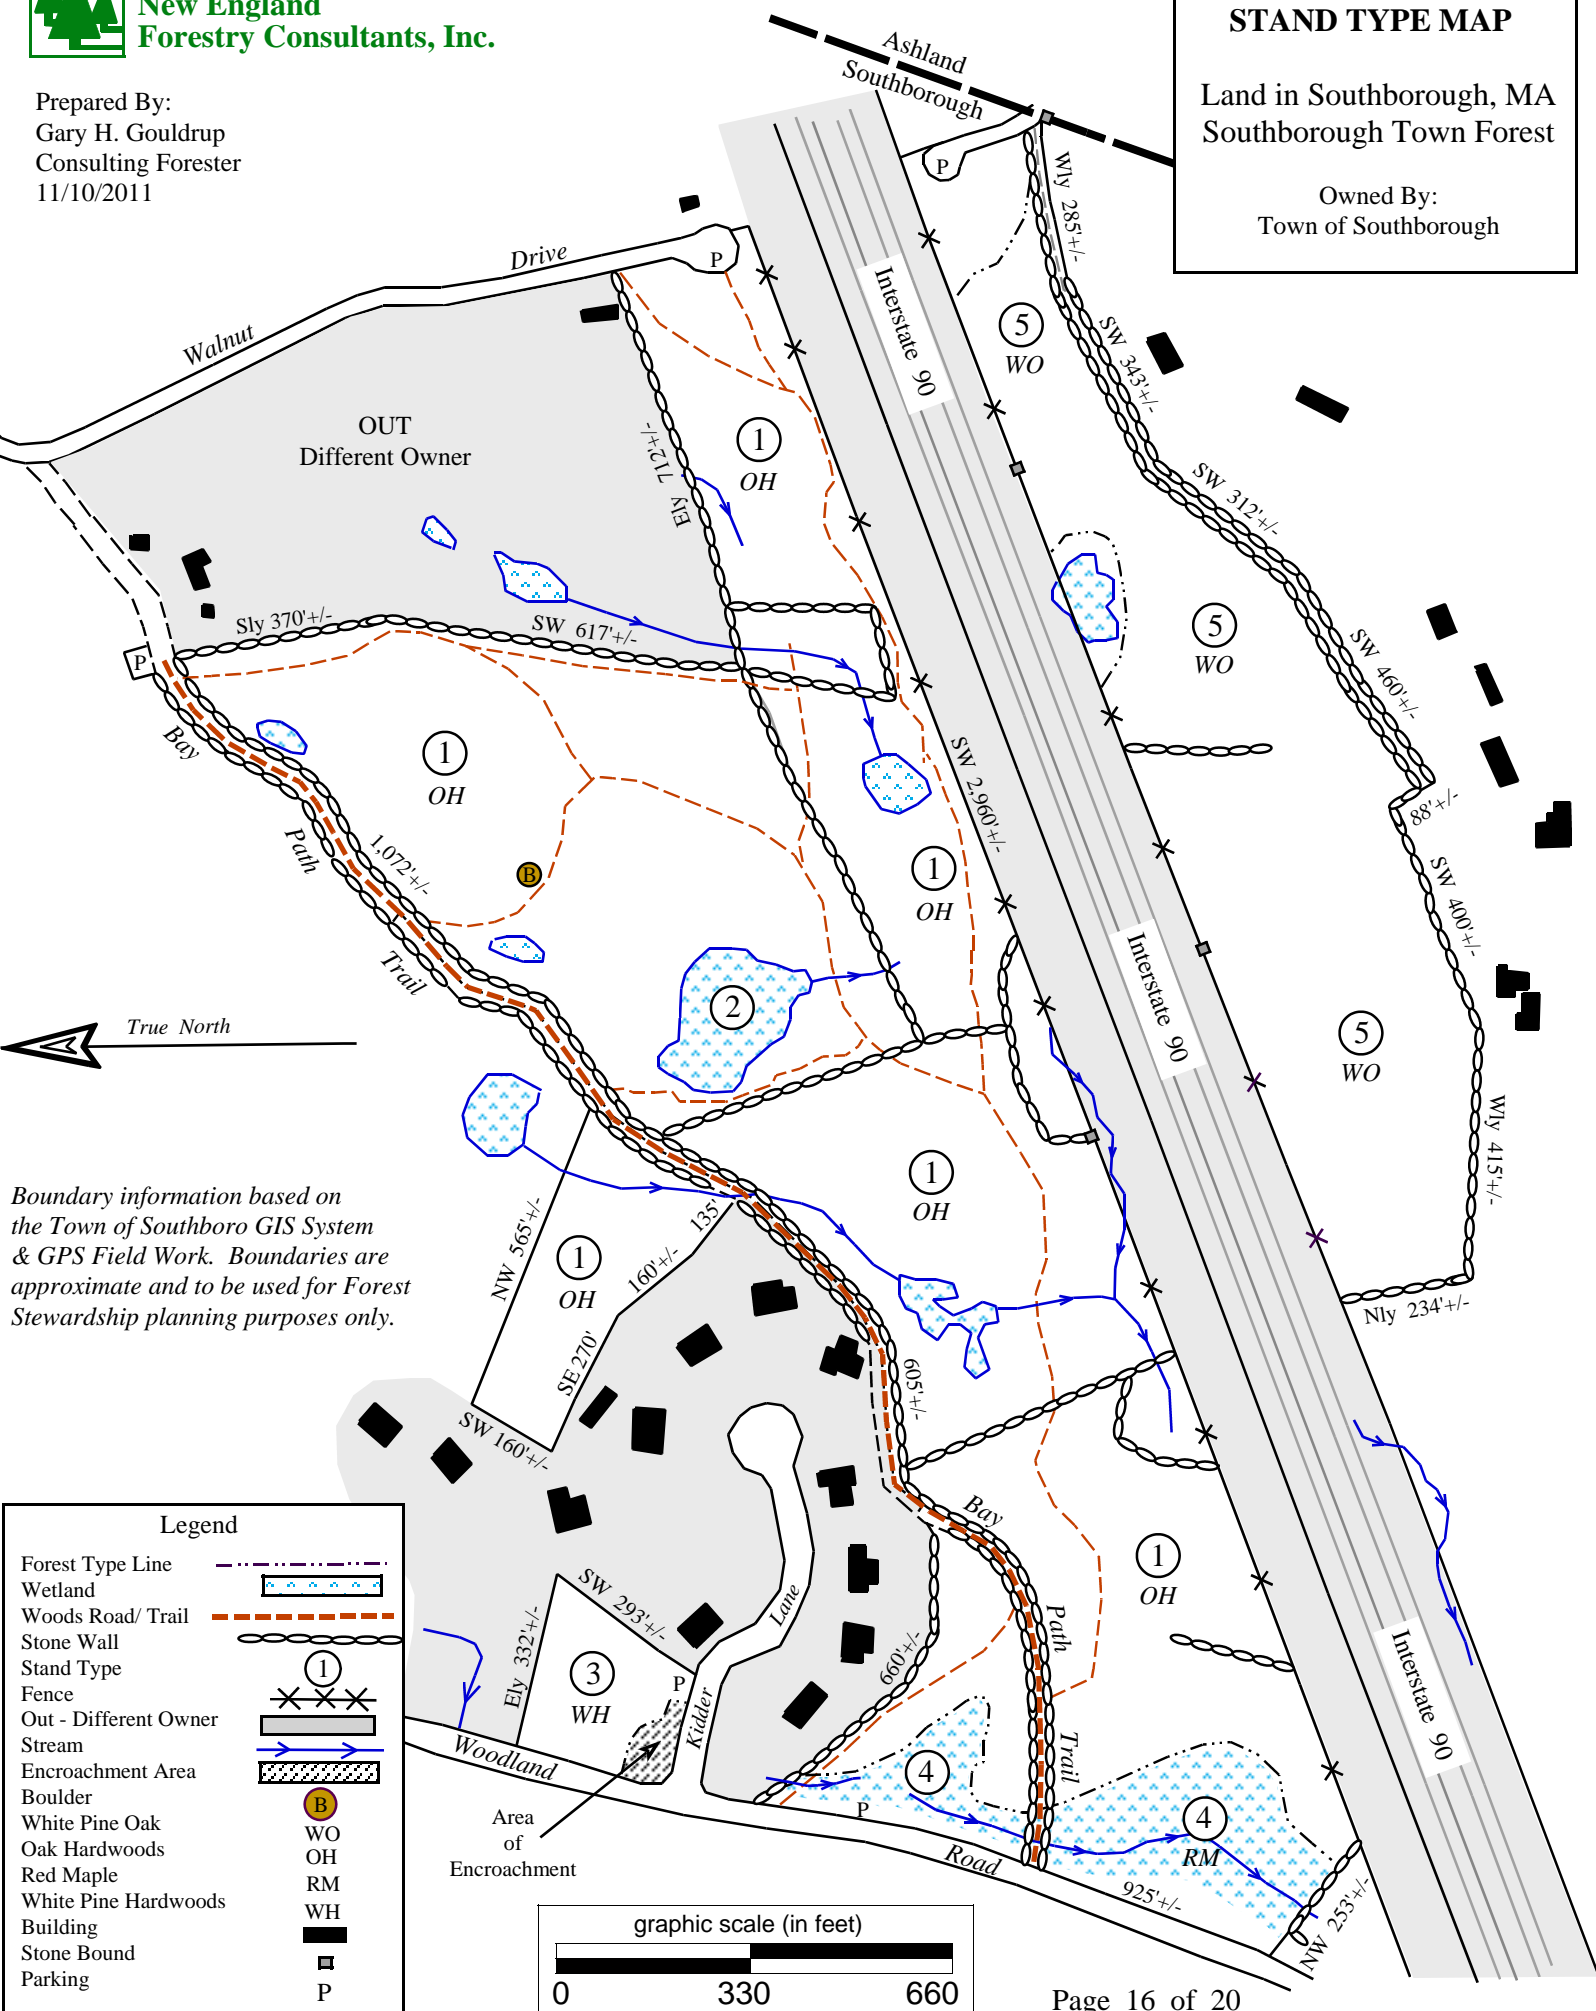 New England
Forestry Consultants, Inc.
Prepared By:
Gary H. Gouldrup
Consulting Forester
11/10/2011
STAND TYPE MAP
Land in Southborough, MA
Southborough Town Forest
Owned By:
Town of Southborough
Ashland
Southborough
P
Wly 285'+/-
Drive
P
Walnut
Interstate 90
5
WO
SW 343'+/-
OUT
Different Owner
Ely 712'+/-
1
OH
SW 312'+/-
Sly 370'+/-
SW 617'+/-
5
WO
SW 460'+/-
P
Bay
1
OH
SW 2,960'+/-
88'+/-
Path
1,072'+/-
B
1
OH
SW 400'+/-
Trail
2
Interstate 90
5
WO
True North
Wly 415'+/-
Boundary information based on
the Town of Southboro GIS System
& GPS Field Work. Boundaries are
approximate and to be used for Forest
Stewardship planning purposes only.
NW 565'+/-
1
OH
135'
160'+/-
SE 270'
1
OH
Nly 234'+/-
605'+/-
SW 160'+/-
Bay
1
OH
SW 293'+/-
Ely 332'+/-
3
WH
P
Lane
Kidder
660'+/-
Path
Interstate 90
Woodland
Trail
4
P
4
RM
Area
of
Encroachment
Road
925'+/-
NW 253'+/-
Legend
Forest Type Line
Wetland
Woods Road/ Trail
Stone Wall
Stand Type 1
Fence
Out - Different Owner
Stream
Encroachment Area
Boulder B
White Pine Oak WO
Oak Hardwoods OH
Red Maple RM
White Pine Hardwoods WH
Building
Stone Bound
Parking P
graphic scale (in feet)
0 330 660
Page 16 of 20